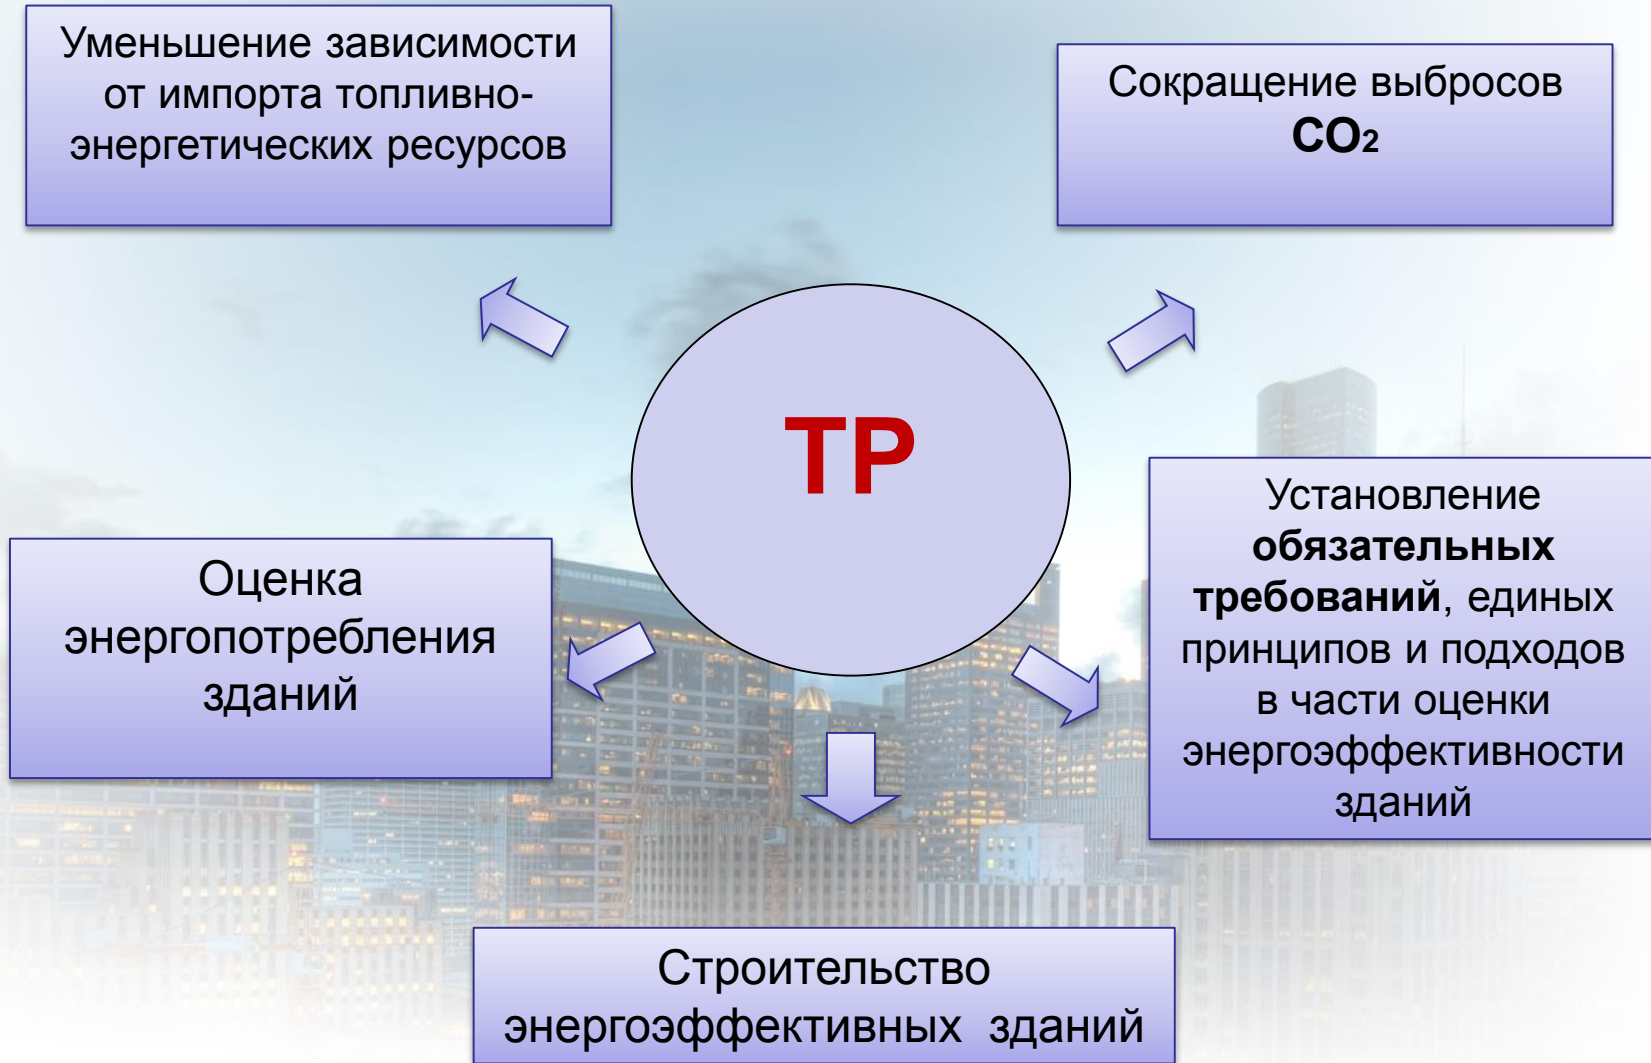 Уменьшение зависимости
от импорта топливно-
энергетических ресурсов
Сокращение выбросов
СО₂
ТР
Оценка
энергопотребления
зданий
Установление
обязательных
требований, единых
принципов и подходов
в части оценки
энергоэффективности
зданий
Строительство
энергоэффективных зданий